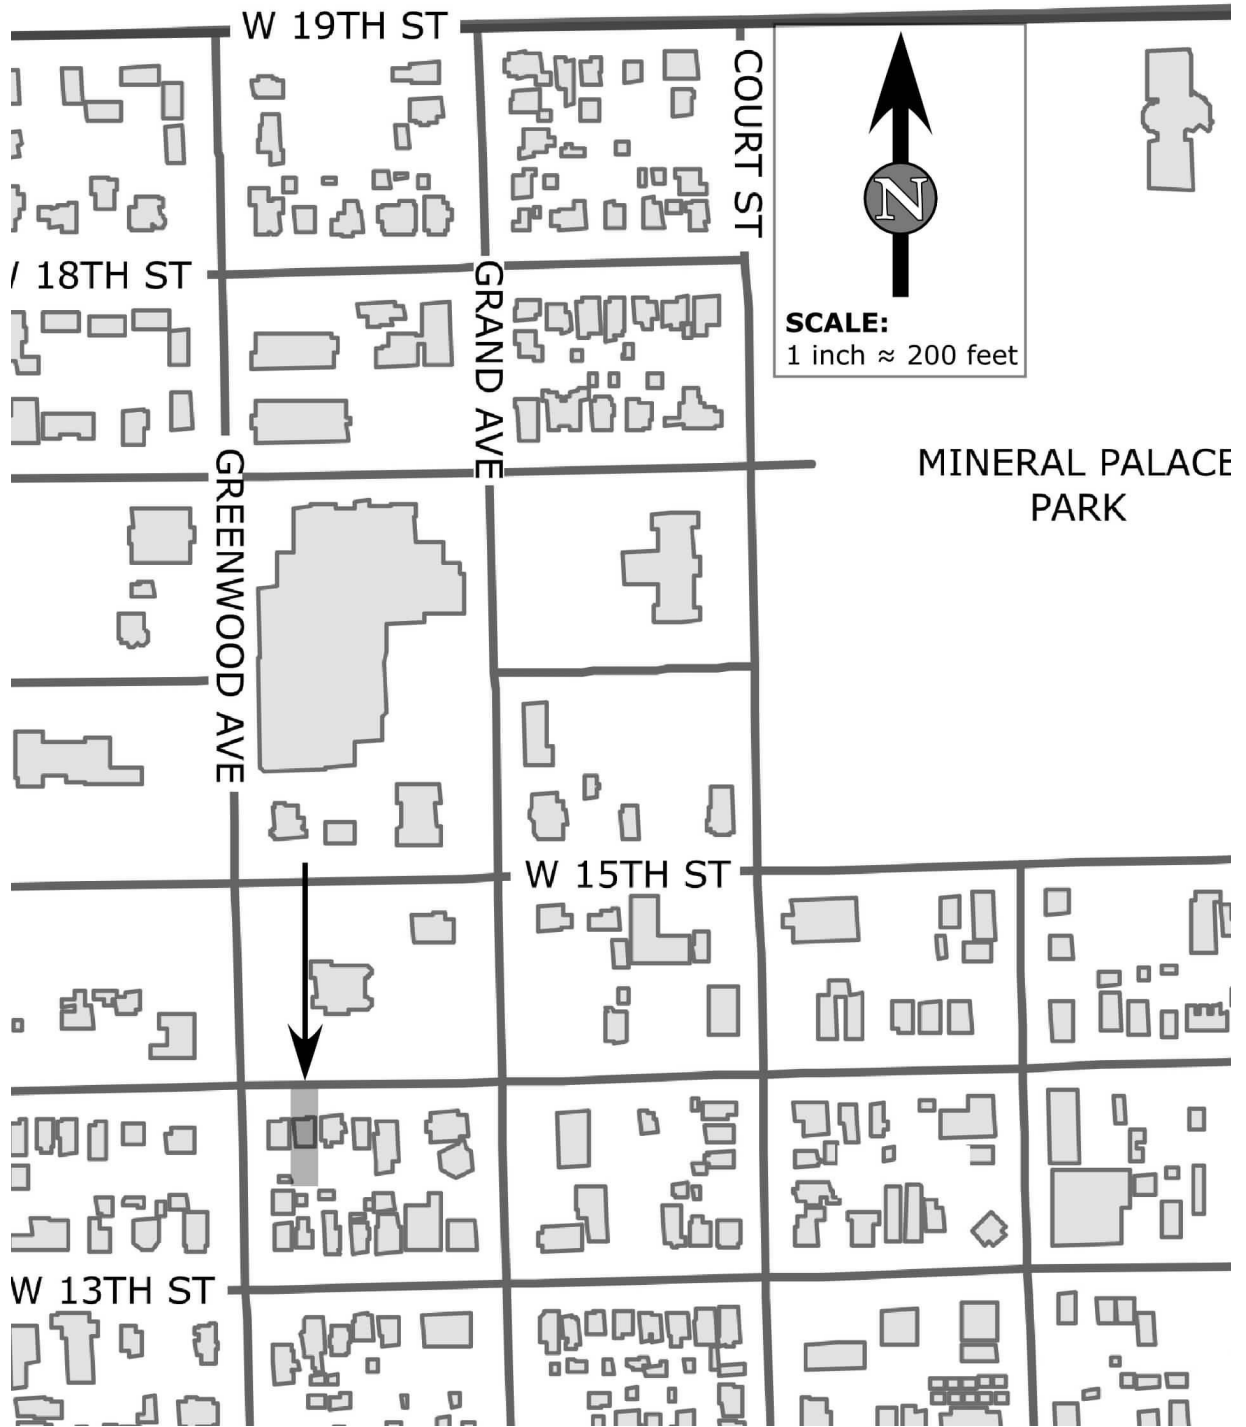 W 19TH ST
COURT ST
N
W 18TH ST
GRAND AVE
SCALE:
1 inch ≈ 200 feet
MINERAL PALACE
PARK
GREENWOOD AVE
W 15TH ST
W 13TH ST